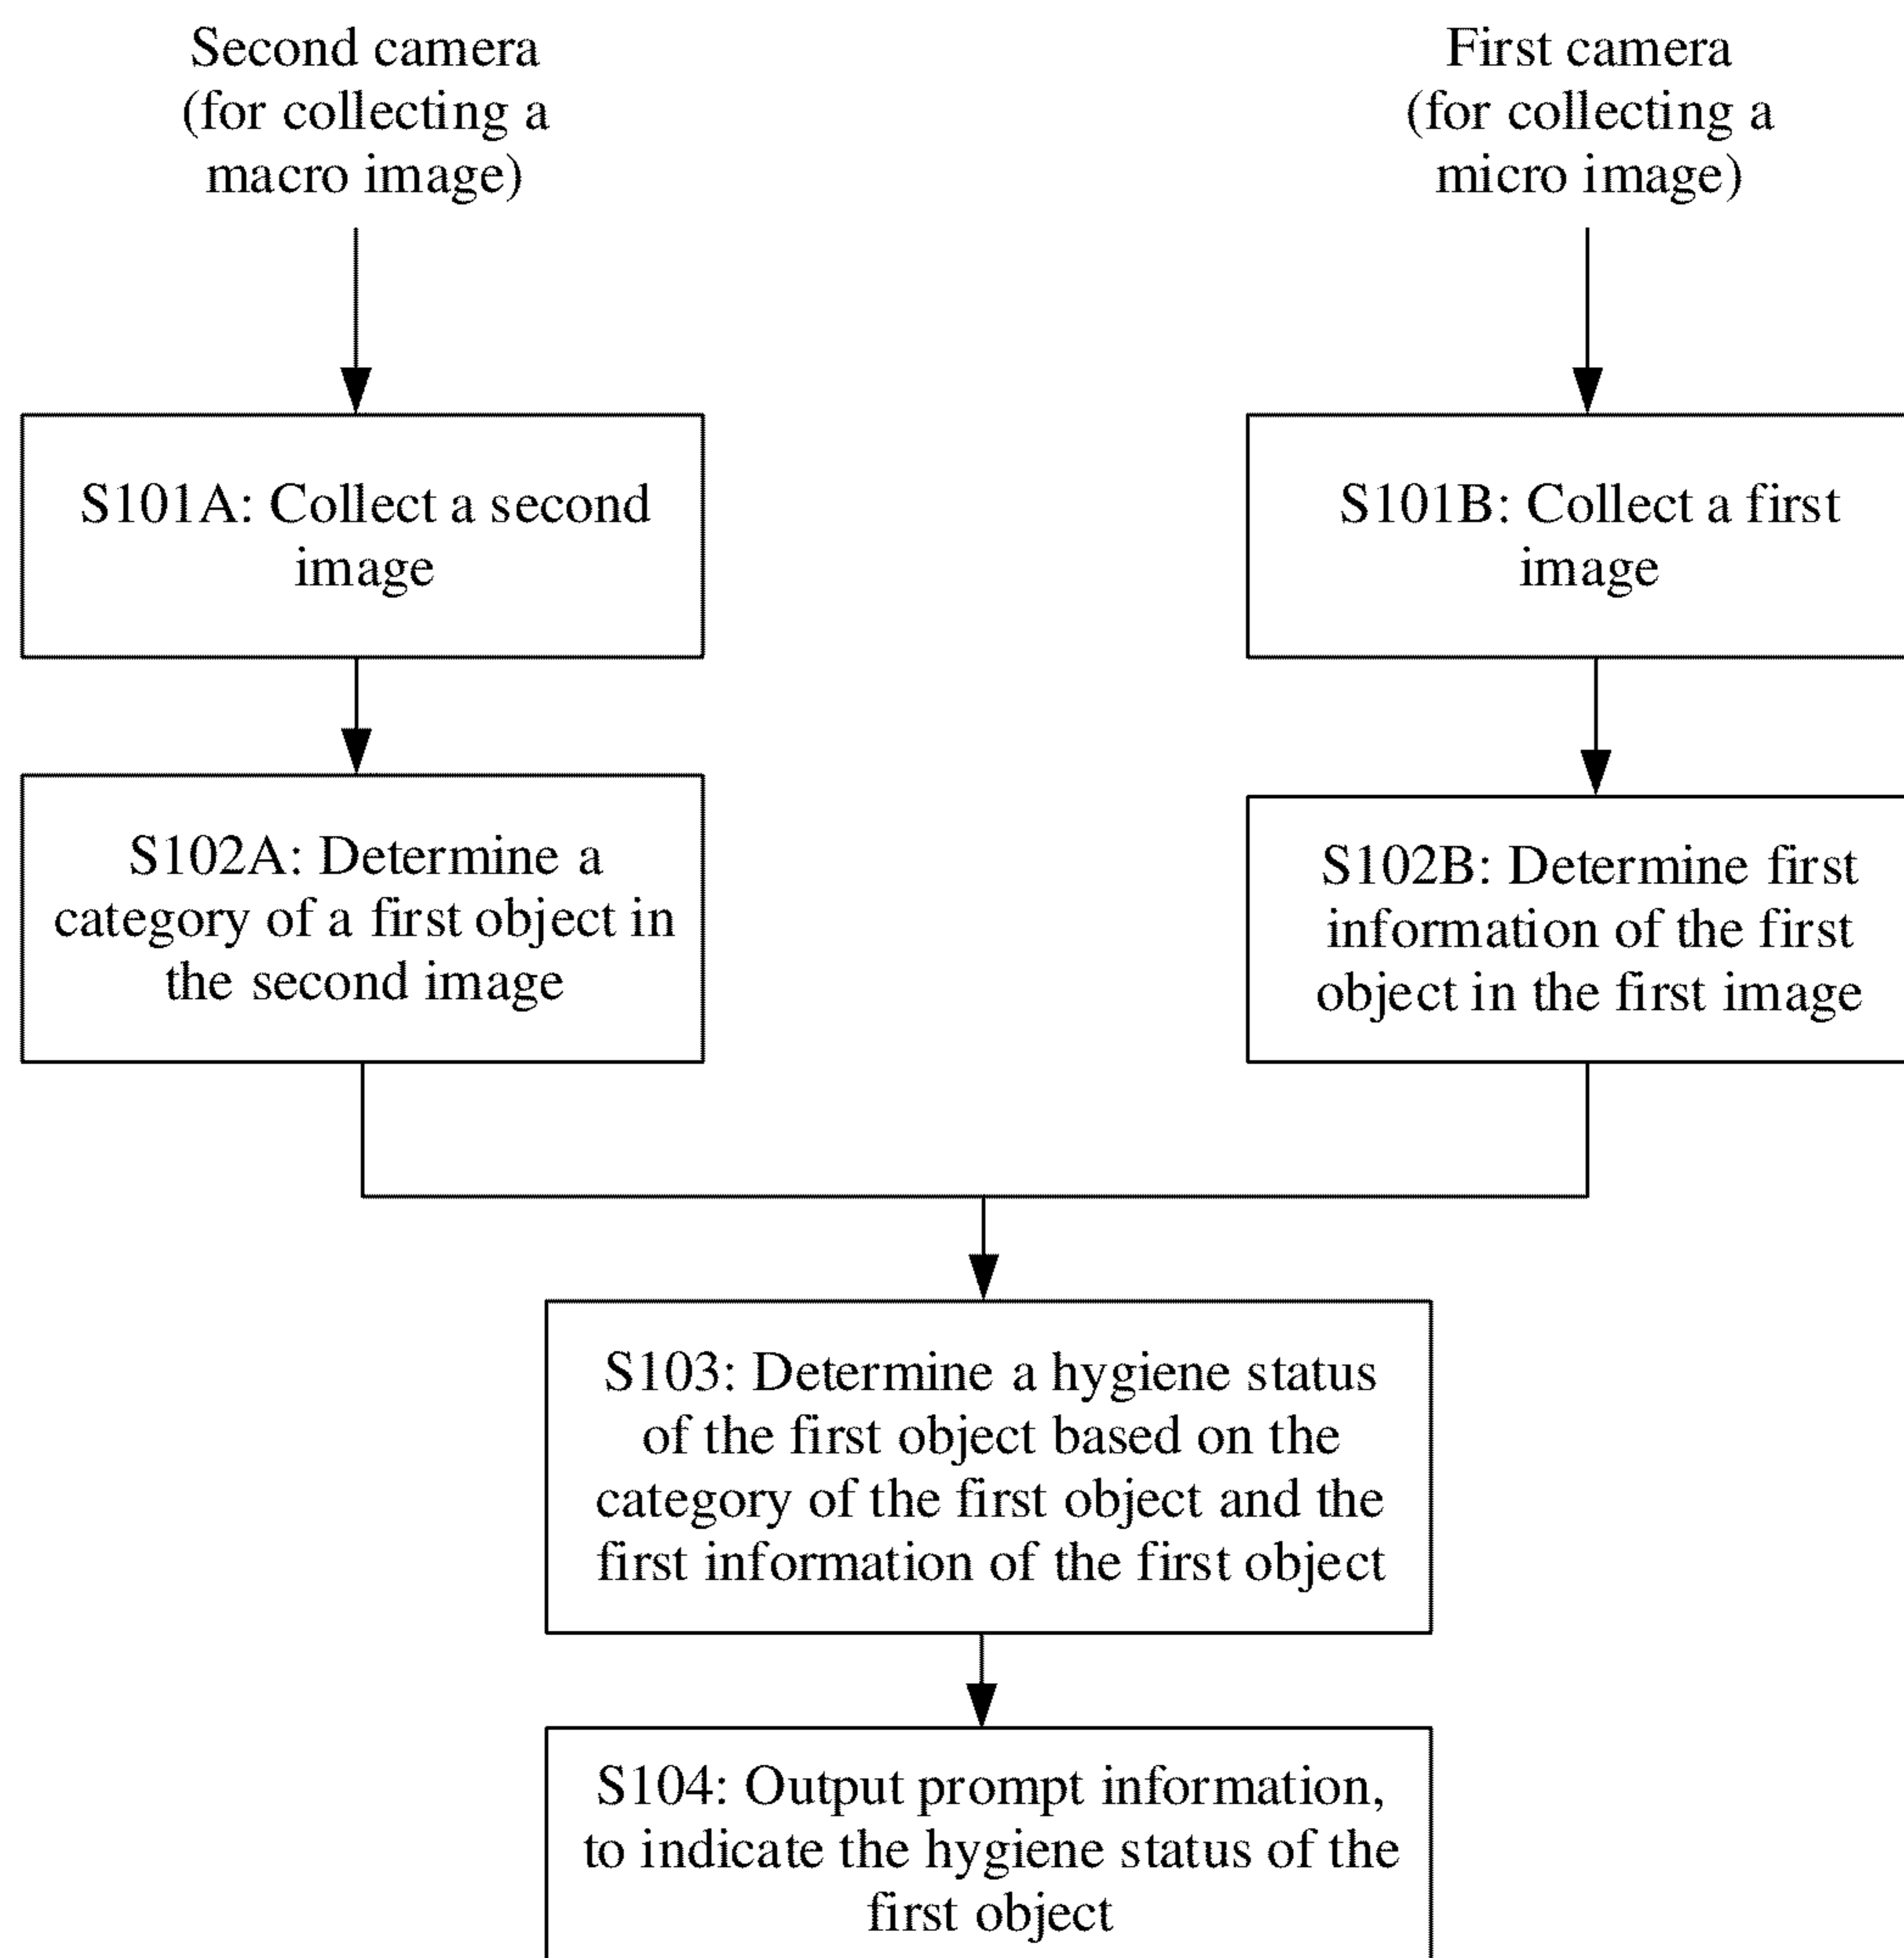 Second camera
(for collecting a
macro image)
First camera
(for collecting a
micro image)
S101A: Collect a second
image
S101B: Collect a first
image
S102A: Determine a
category of a first object in
the second image
S102B: Determine first
information of the first
object in the first image
S103: Determine a hygiene status
of the first object based on the
category of the first object and the
first information of the first object
S104: Output prompt information,
to indicate the hygiene status of the
first object